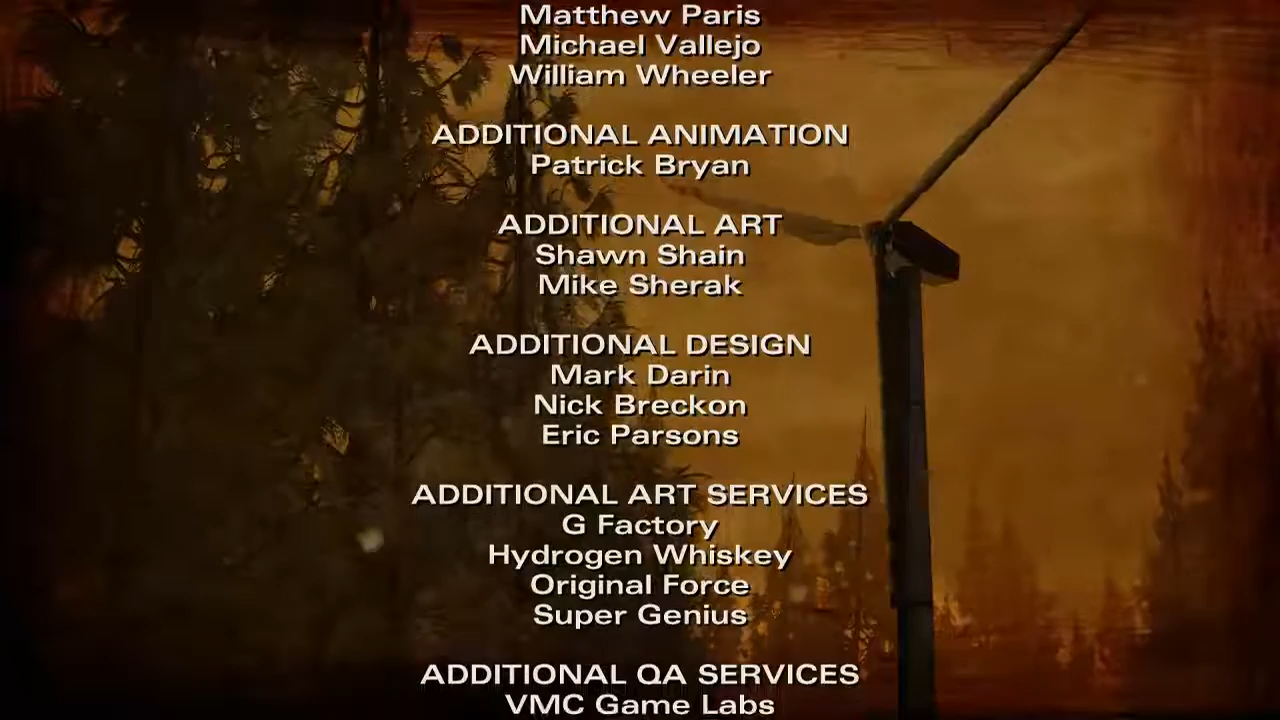 Matthew Paris
Michael Vallejo
William Wheeler
ADDITIONAL ANIMATION
Patrick Bryan
ADDITIONAL ART
Shawn Shain
Mike Sherak
ADDITIONAL DESIGN
Mark Darin
Nick Breckon
Eric Parsons
ADDITIONAL ART SERVICES
G Factory
Hydrogen Whiskey
Original Force
Super Genius
ADDITIONAL QA SERVICES
VMC Game Labs